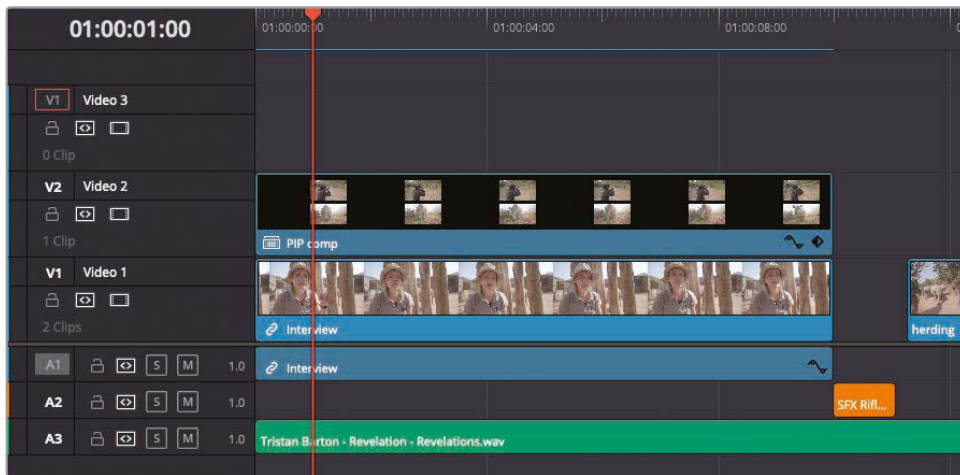 01:00:01:00
01:00:00:00 01:00:04:00 01:00:08:00
V1 Video 3
0 Clip
V2 Video 2
1 Clip
PIP comp
V1 Video 1
2 Clips
Interview
herding
A1 S M 1.0
Interview
A2 S M 1.0
SFX Rifl...
A3 S M 1.0
Tristan Barton - Revelation - Revelations.wav